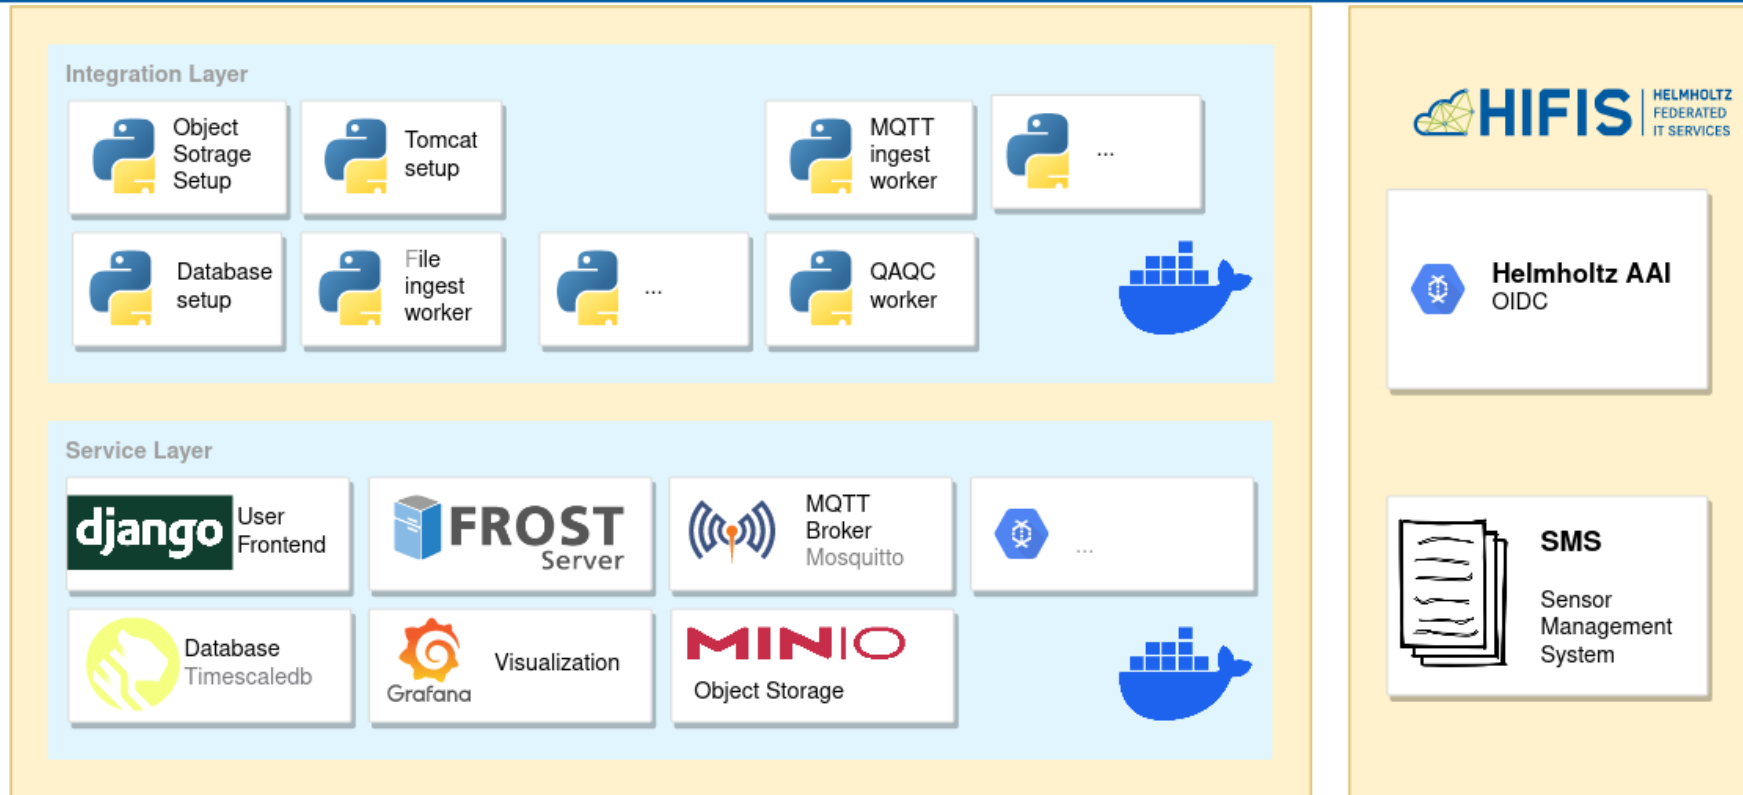 Integration Layer
Object
Sotrage
Setup
Tomcat
setup
MQTT
ingest
worker
...
Database
setup
File
ingest
worker
...
QAQC
worker
Service Layer
django
User
Frontend
FROST
Server
MQTT
Broker
Mosquitto
...
Database
Timescaledb
Grafana
Visualization
MINIO
Object Storage
HIFIS
HELMHOLTZ
FEDERATED
IT SERVICES
Helmholtz AAI
OIDC
SMS
Sensor
Management
System